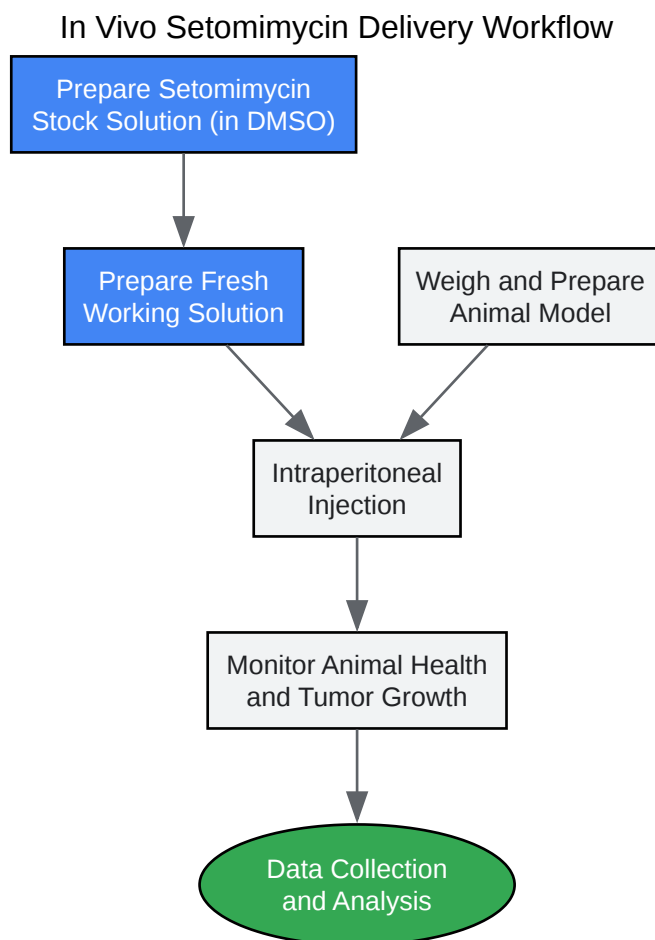 In Vivo Setomimycin Delivery Workflow
Prepare Setomimycin
Stock Solution (in DMSO)
Prepare Fresh
Working Solution
Weigh and Prepare
Animal Model
Intraperitoneal
Injection
Monitor Animal Health
and Tumor Growth
Data Collection
and Analysis